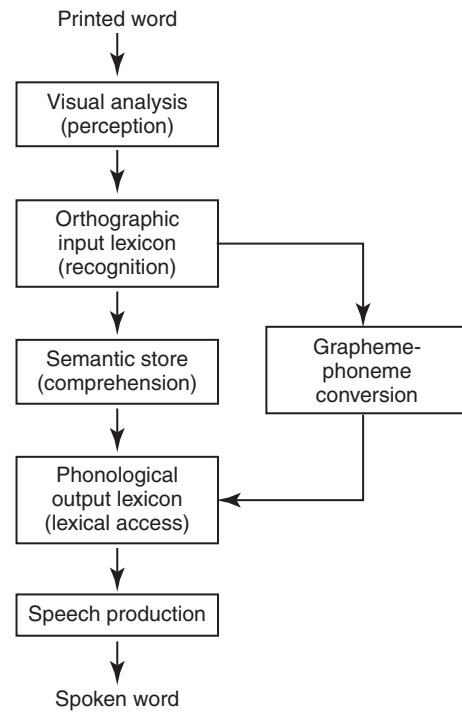 Printed word
Visual analysis
(perception)
Orthographic
input lexicon
(recognition)
Semantic store
(comprehension)
Grapheme-
phoneme
conversion
Phonological
output lexicon
(lexical access)
Speech production
Spoken word